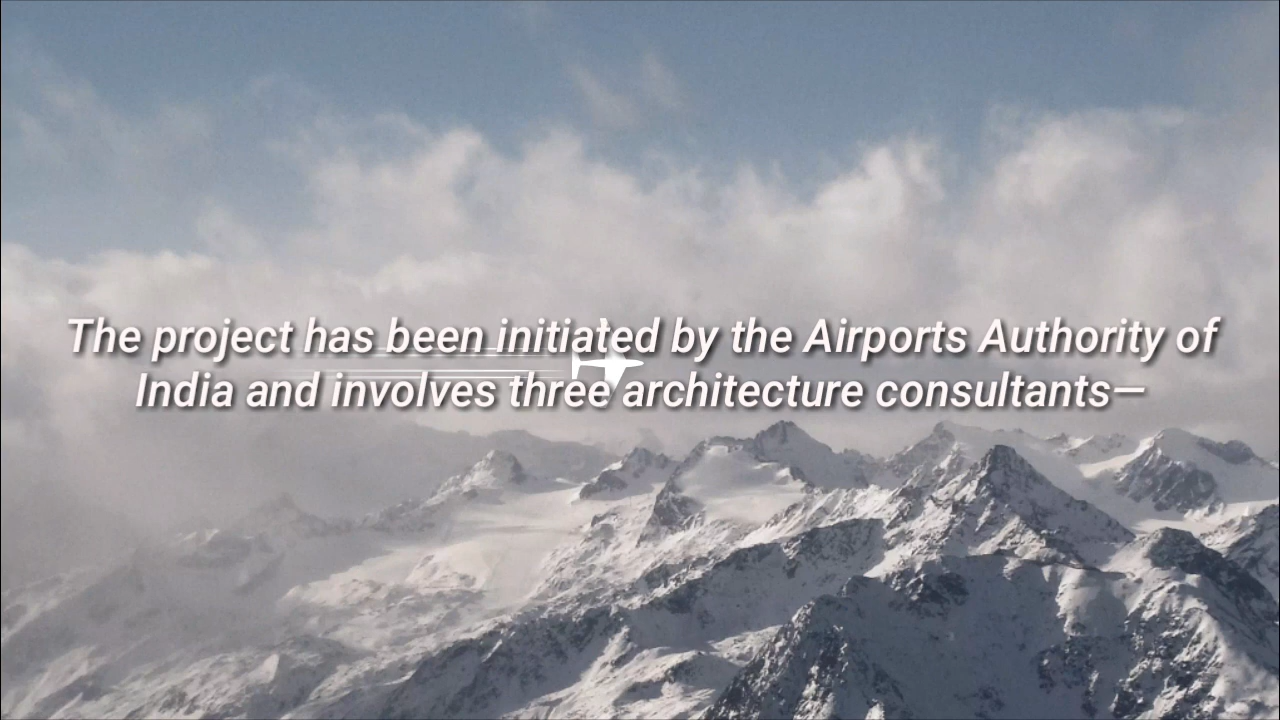 The project has been initiated by the Airports Authority of
India and involves three architecture consultants—